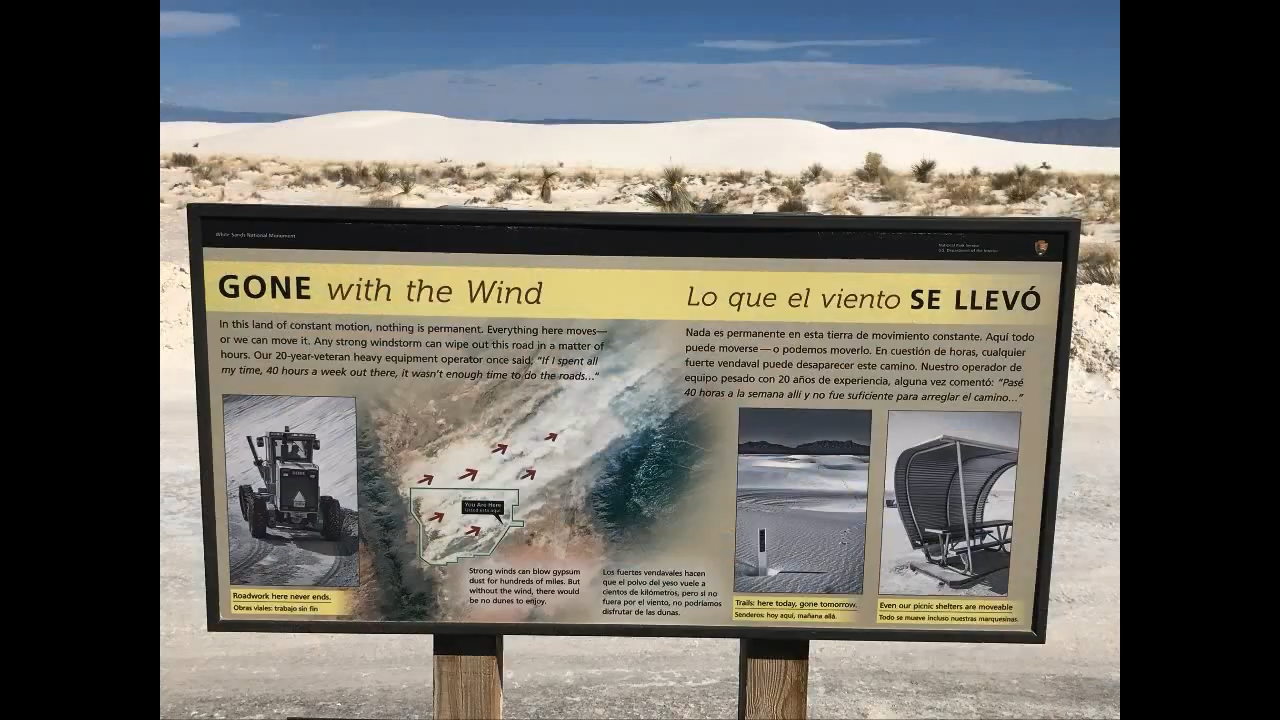 White Sands National Monument
National Park Service
U.S. Department of the Interior
GONE with the Wind
In this land of constant motion, nothing is permanent. Everything here moves—
or we can move it. Any strong windstorm can wipe out this road in a matter of
hours. Our 20-year-veteran heavy equipment operator once said, “If I spent all
my time, 40 hours a week out there, it wasn't enough time to do the roads...”
Lo que el viento SE LLEVÓ
Nada es permanente en esta tierra de movimiento constante. Aquí todo
puede moverse — o podemos moverlo. En cuestión de horas, cualquier
fuerte vendaval puede desaparecer este camino. Nuestro operador de
equipo pesado con 20 años de experiencia, alguna vez comentó: “Pasé
40 horas a la semana allí y no fue suficiente para arreglar el camino...”
You Are Here
Usted está aquí
Strong winds can blow gypsum
dust for hundreds of miles. But
without the wind, there would
be no dunes to enjoy.
Los fuertes vendavales hacen
que el polvo del yeso vuele a
cientos de kilómetros, pero si no
fuera por el viento, no podríamos
disfrutar de las dunas.
Roadwork here never ends.
Obras viales: trabajo sin fin
Trails: here today, gone tomorrow.
Senderos: hoy aquí, mañana allá.
Even our picnic shelters are moveable
Todo se mueve incluso nuestras marquesinas.